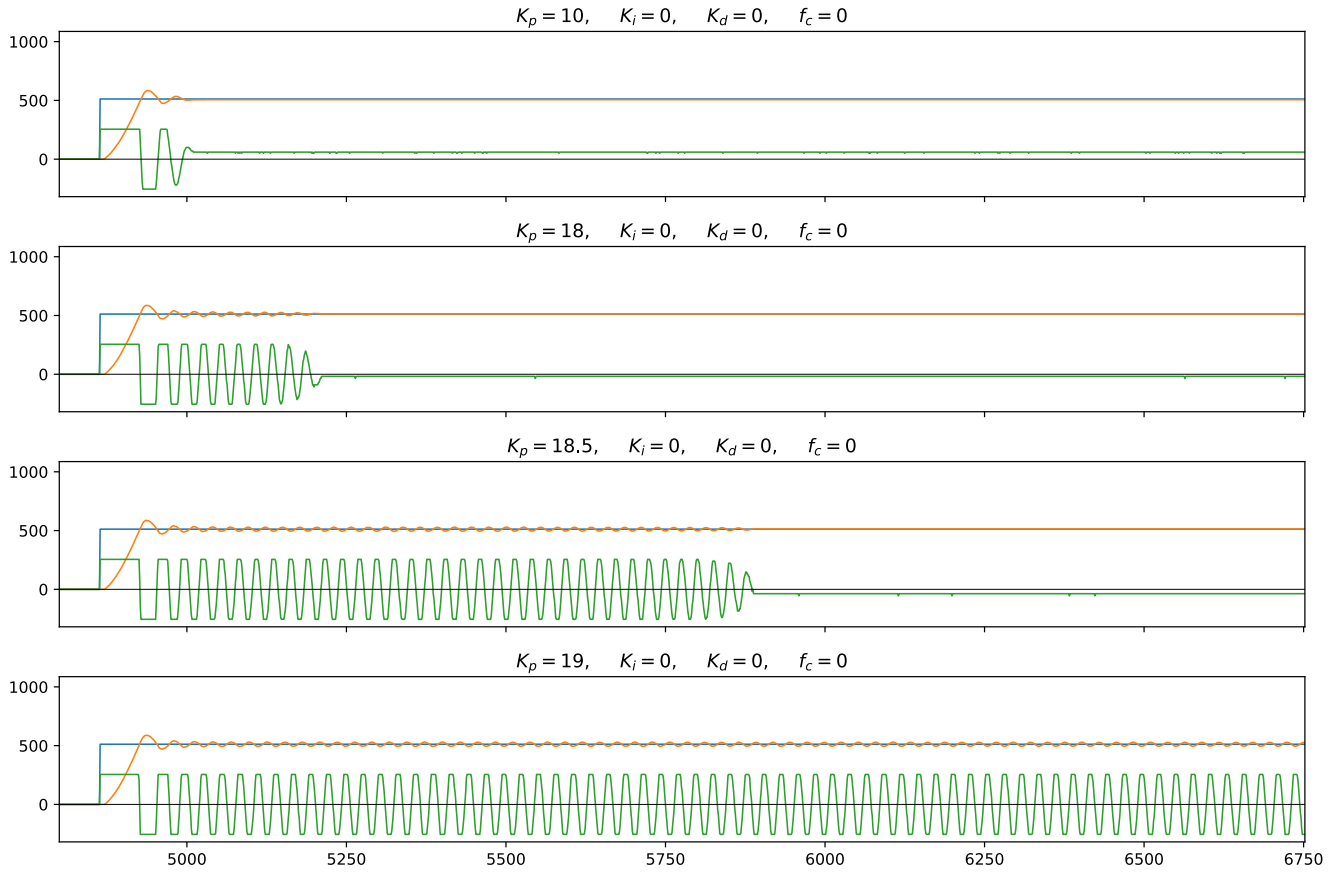 K_p = 10, K_i = 0, K_d = 0, f_c = 0
1000
500
0
K_p = 18, K_i = 0, K_d = 0, f_c = 0
1000
500
0
K_p = 18.5, K_i = 0, K_d = 0, f_c = 0
1000
500
0
K_p = 19, K_i = 0, K_d = 0, f_c = 0
1000
500
0
5000 5250 5500 5750 6000 6250 6500 6750